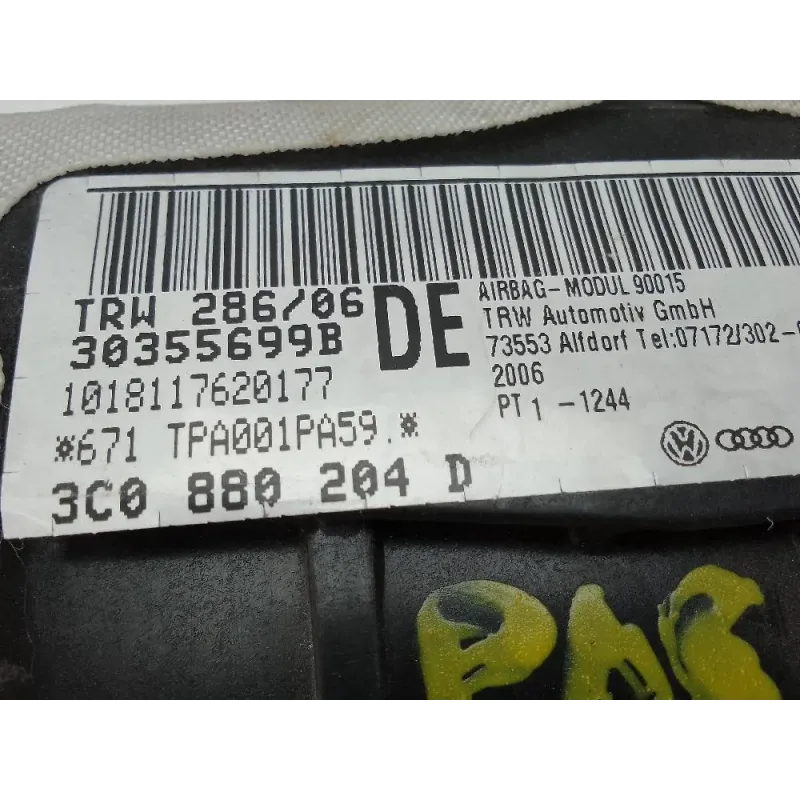 TRW 286/06
30355699B
DE
AIRBAG-MODUL 90015
TRW Automotiv GmbH
73553 Alfdorf Tel:07172/302-
2006
PT 1 -1244
1018117620177
*671 TPA001PA59.*
3C0 880 204 D
PAS